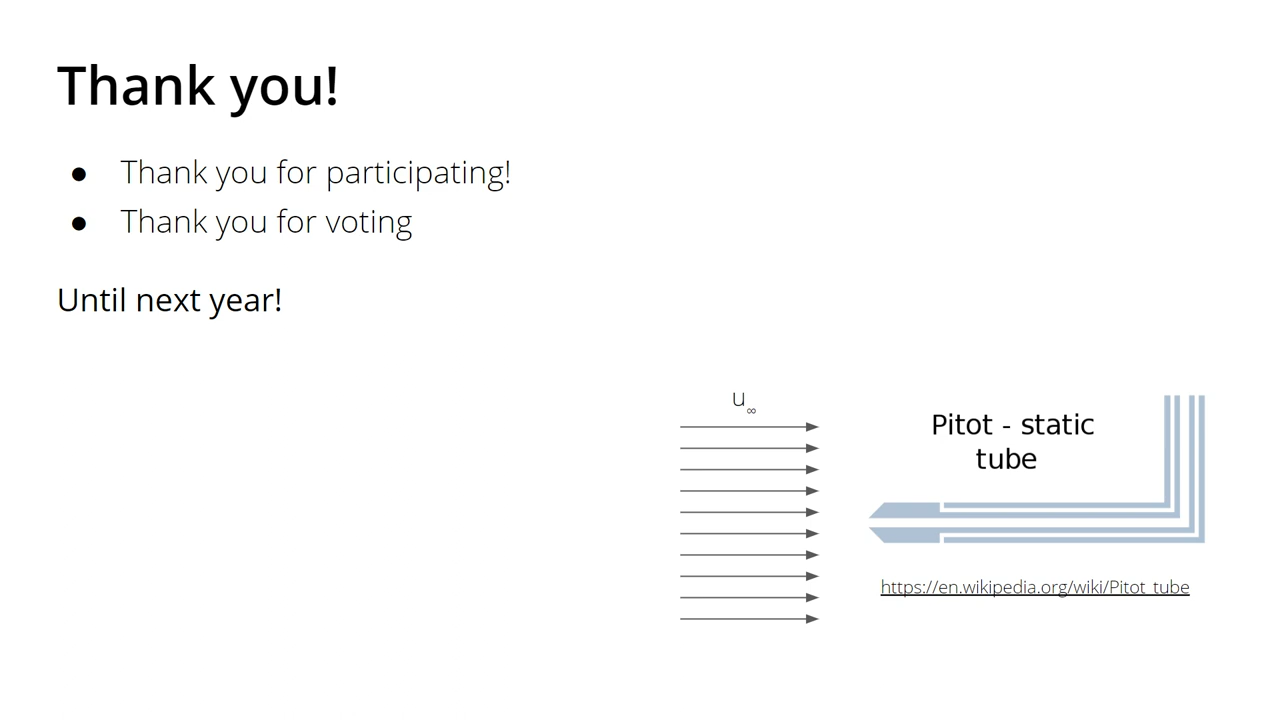 Thank you!
● Thank you for participating!
● Thank you for voting
Until next year!
u∞
Pitot - static
tube
https://en.wikipedia.org/wiki/Pitot_tube